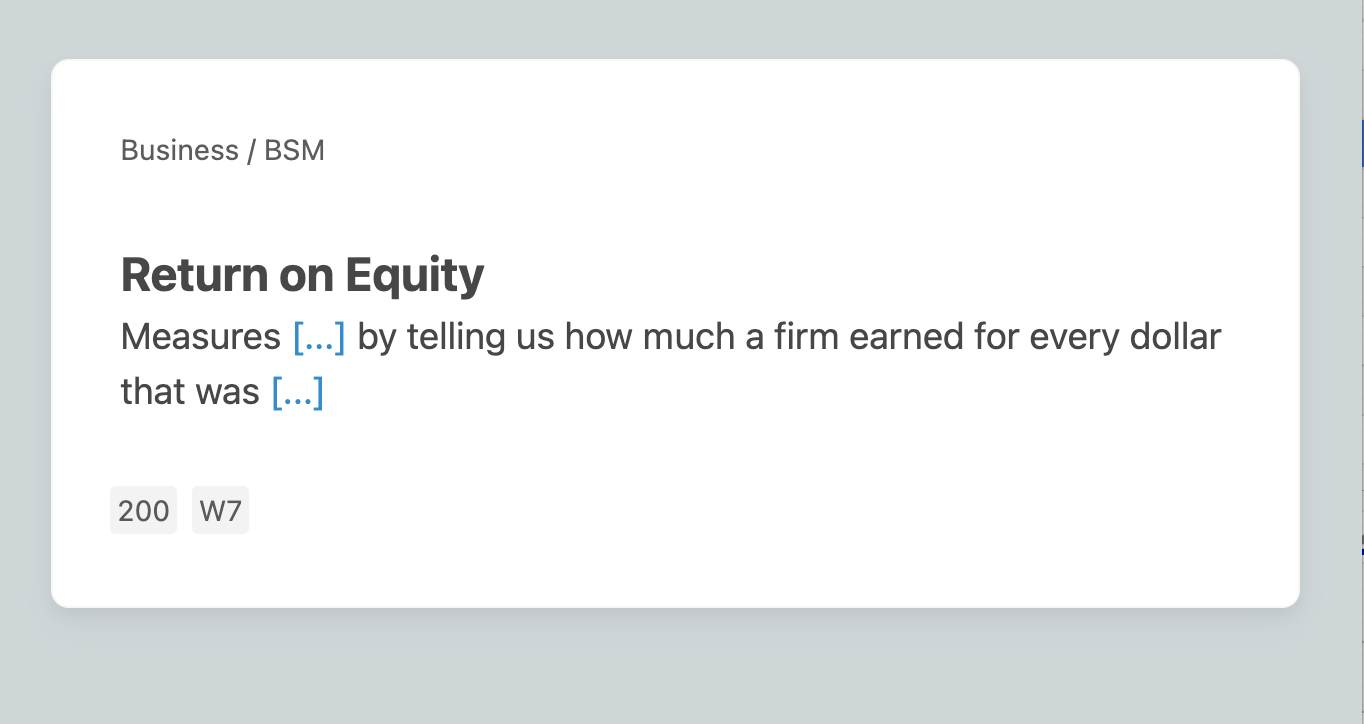 Business / BSM
Return on Equity
Measures [...] by telling us how much a firm earned for every dollar
that was [...]
200 W7